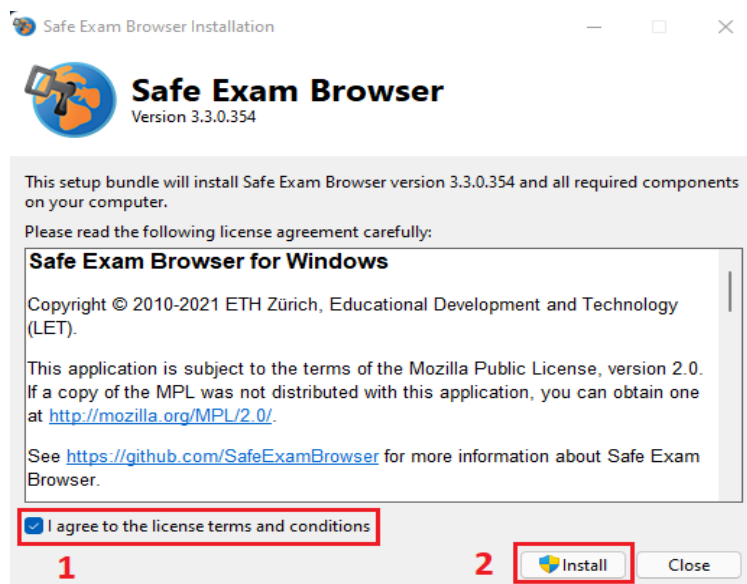 Safe Exam Browser Installation
Safe Exam Browser
Version 3.3.0.354
This setup bundle will install Safe Exam Browser version 3.3.0.354 and all required components
on your computer.
Please read the following license agreement carefully:
Safe Exam Browser for Windows
Copyright © 2010-2021 ETH Zürich, Educational Development and Technology
(LET).
This application is subject to the terms of the Mozilla Public License, version 2.0.
If a copy of the MPL was not distributed with this application, you can obtain one
at http://mozilla.org/MPL/2.0/.
See https://github.com/SafeExamBrowser for more information about Safe Exam
Browser.
I agree to the license terms and conditions
1
2 Install Close